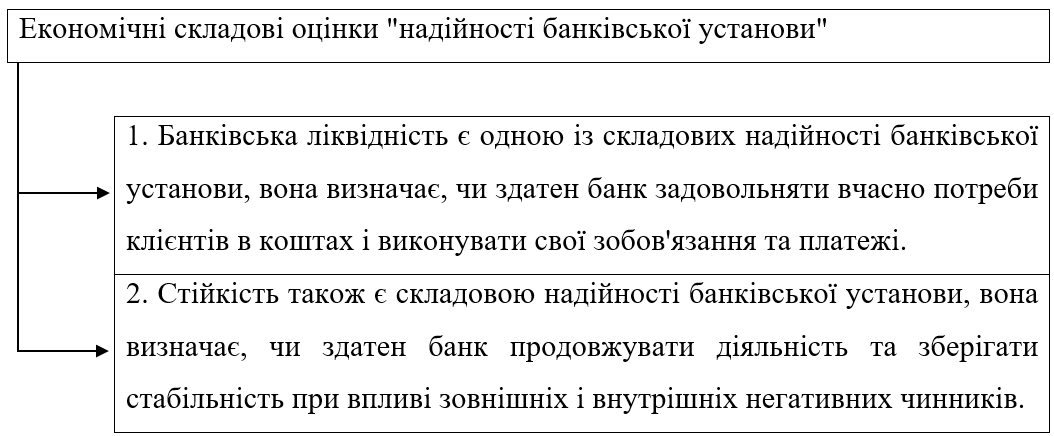 Економічні складові оцінки "надійності банківської установи"
1. Банківська ліквідність є одною із складових надійності банківської
установи, вона визначає, чи здатен банк задовольняти вчасно потреби
клієнтів в коштах і виконувати свої зобов'язання та платежі.
2. Стійкість також є складовою надійності банківської установи, вона
визначає, чи здатен банк продовжувати діяльність та зберігати
стабільність при впливі зовнішніх і внутрішніх негативних чинників.